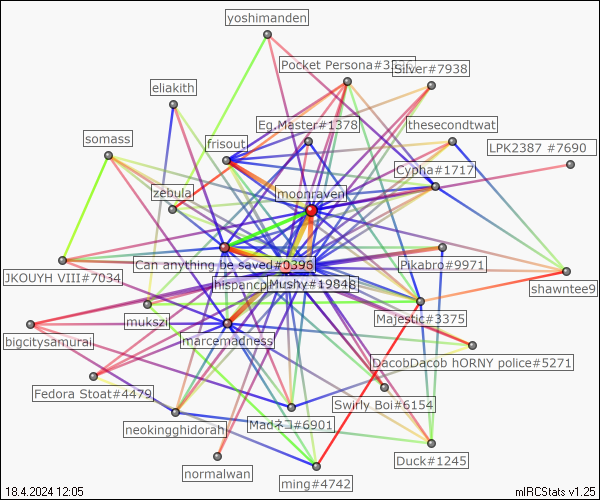 yoshimanden
Pocket Persona#3
Silver#7938
eliakith
Eg.Master#1378
thesecondtwat
somass
frisout
LPK2387 #7690
Cypha#1717
zebula
moonraven
Can anything be saved#0396
Pikabro#9971
JKOUYH VIII#7034
hispancp
Mushy#19848
shawntee9
mukszi
Majestic#3375
bigcitysamurai
marcemadness
DacobDacob hORNY police#5271
Fedora Stoat#4479
Swirly Boi#6154
neokingghidorah
Madネコ#6901
Duck#1245
normalwan
ming#4742
18.4.2024 12:05
mIRCStats v1.25